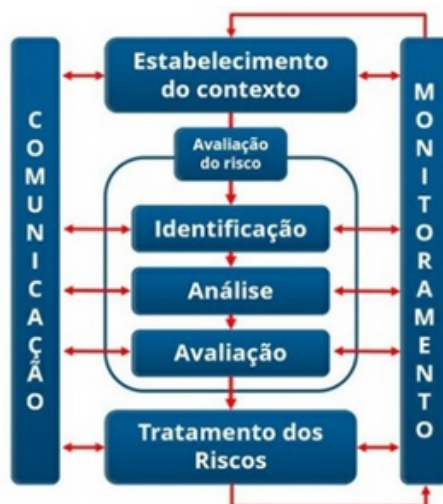 COMUNICAÇÃO
Estabelecimento
do contexto
Avaliação
do risco
Identificação
Análise
Avaliação
Tratamento dos
Riscos
MONITORAMENTO